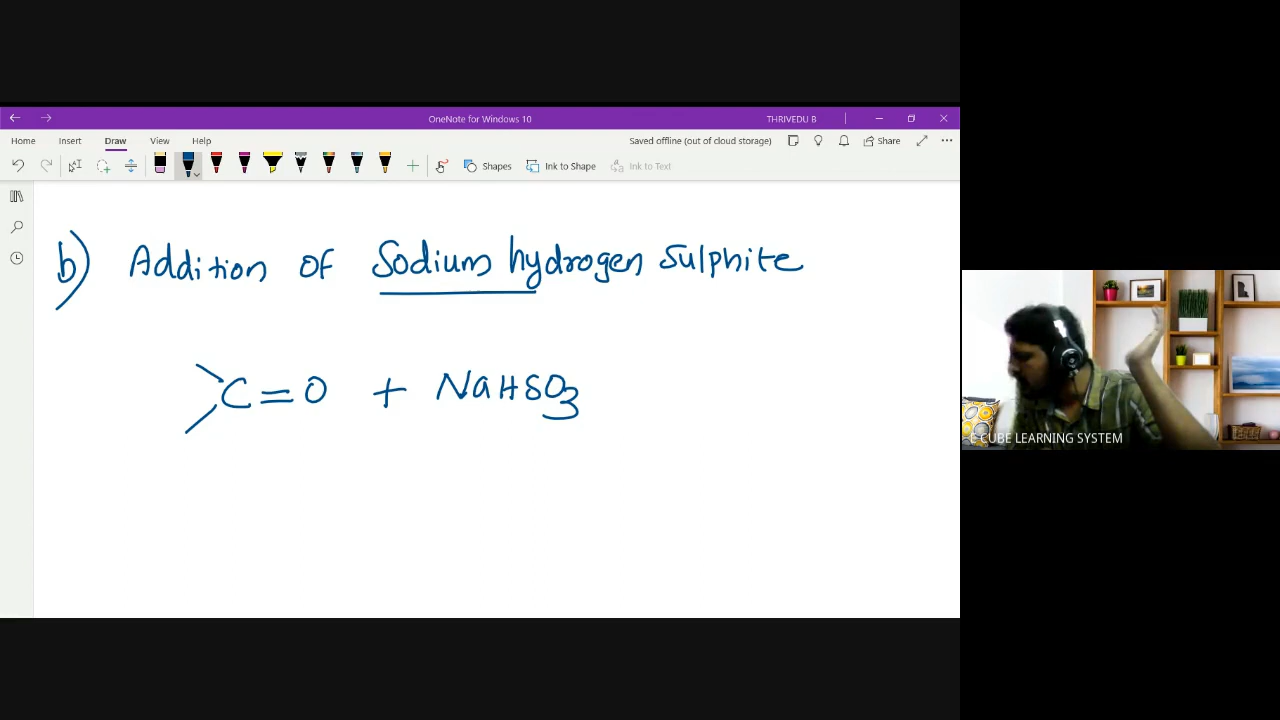 OneNote for Windows 10
THRIVEDU B
Home Insert Draw View Help
Saved offline (out of cloud storage)
Share
Shapes
Ink to Shape
Ink to Text
b) Addition of Sodium hydrogen Sulphite
>C=O + NaHSO₃
C CUBE LEARNING SYSTEM